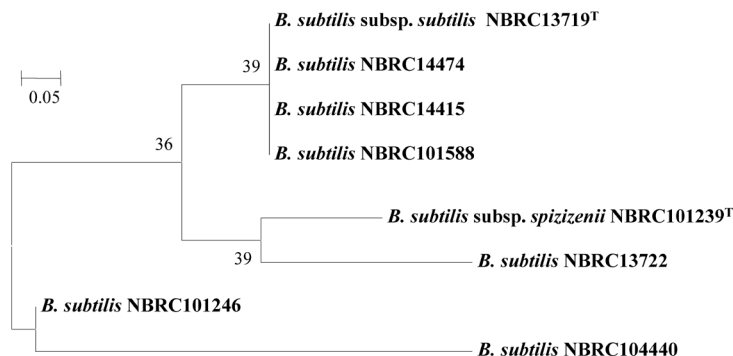 B. subtilis subsp. subtilis NBRC13719T
39
B. subtilis NBRC14474
0.05
B. subtilis NBRC14415
36
B. subtilis NBRC101588
B. subtilis subsp. spizizenii NBRC101239T
39
B. subtilis NBRC13722
B. subtilis NBRC101246
B. subtilis NBRC104440